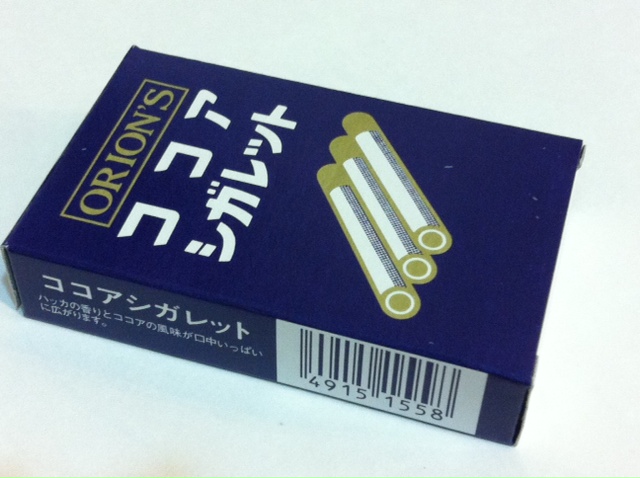 ORION'S
ココア
シガレット
ココアシガレット
ハッカの香りとココアの風味が口中いっぱい
に広がります。
4915 1558